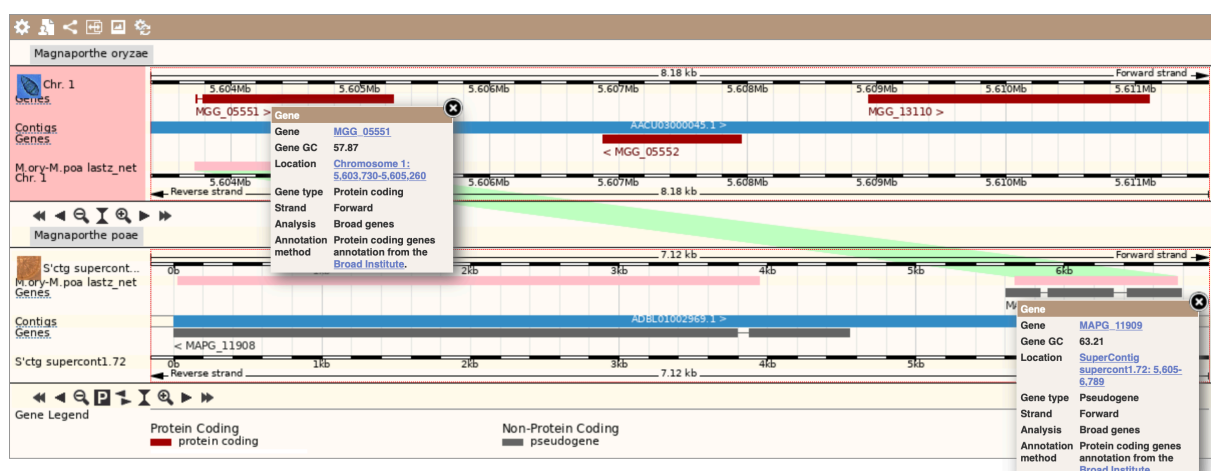 Magnaporthe oryzae
8.18 kb Forward strand
Chr. 1
5.604Mb 5.605Mb 5.606Mb 5.607Mb 5.608Mb 5.609Mb 5.610Mb 5.611Mb
Genes
MGG_05551 > MGG_13110 >
Contigs AACU03000045.1 >
Genes
< MGG_05552
M.ory-M.poa lastz_net
Chr. 1
5.604Mb 5.606Mb 5.607Mb 5.608Mb 5.609Mb 5.610Mb 5.611Mb
Reverse strand 8.18 kb
Gene
Gene MGG_05551
Gene GC 57.87
Location Chromosome 1:
5,603,730-5,605,260
Gene type Protein coding
Strand Forward
Analysis Broad genes
Annotation Protein coding genes
method annotation from the
Broad Institute.
Magnaporthe poae
7.12 kb Forward strand
S'ctg supercont...
0b 2kb 3kb 4kb 5kb 6kb
M.ory-M.poa lastz_net
Genes
Contigs ADBL01002969.1 >
Genes
< MAPG_11908
S'ctg supercont1.72
0b 1kb 2kb 3kb 4kb 5kb
Reverse strand 7.12 kb
Gene
Gene MAPG_11909
Gene GC 63.21
Location SuperContig
supercont1.72: 5,605-
6,789
Gene type Pseudogene
Strand Forward
Analysis Broad genes
Annotation Protein coding genes
method annotation from the
Broad Institute
P
Gene Legend
Protein Coding Non-Protein Coding
protein coding pseudogene